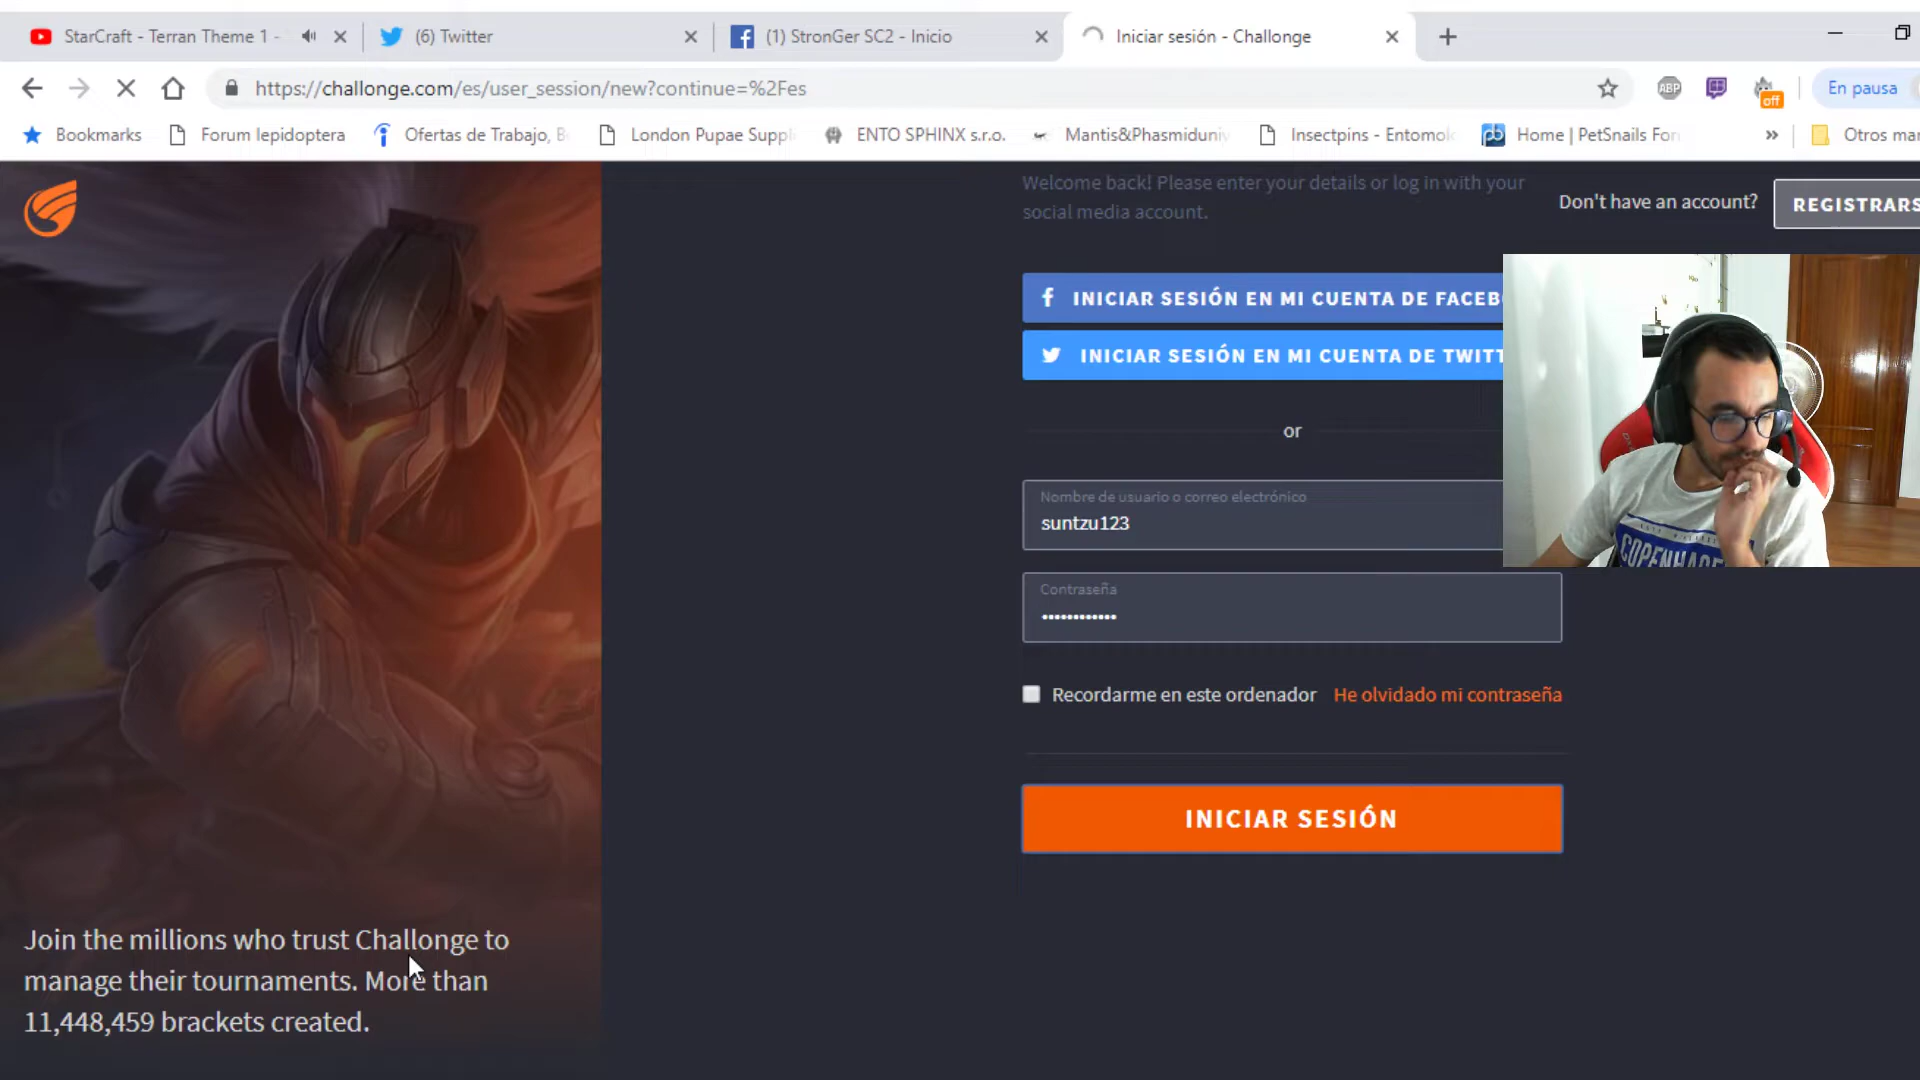 StarCraft - Terran Theme 1 -
(6) Twitter
(1) StronGer SC2 - Inicio
Iniciar sesión - Challonge
https://challonge.com/es/user_session/new?continue=%2Fes
ABP
off
En pausa
Bookmarks
Forum lepidoptera
Ofertas de Trabajo, B
London Pupae Suppli
ENTO SPHINX s.r.o.
Mantis&Phasmiduniv
Insectpins - Entomol
Home | PetSnails For
»
Otros mar
Welcome back! Please enter your details or log in with your
social media account.
Don't have an account?
REGISTRARS
INICIAR SESIÓN EN MI CUENTA DE FACEB
INICIAR SESIÓN EN MI CUENTA DE TWITT
or
Nombre de usuario o correo electrónico
suntzu123
Contraseña
••••••••••••
Recordarme en este ordenador
He olvidado mi contraseña
INICIAR SESIÓN
COPENHAGE
Join the millions who trust Challonge to
manage their tournaments. More than
11,448,459 brackets created.